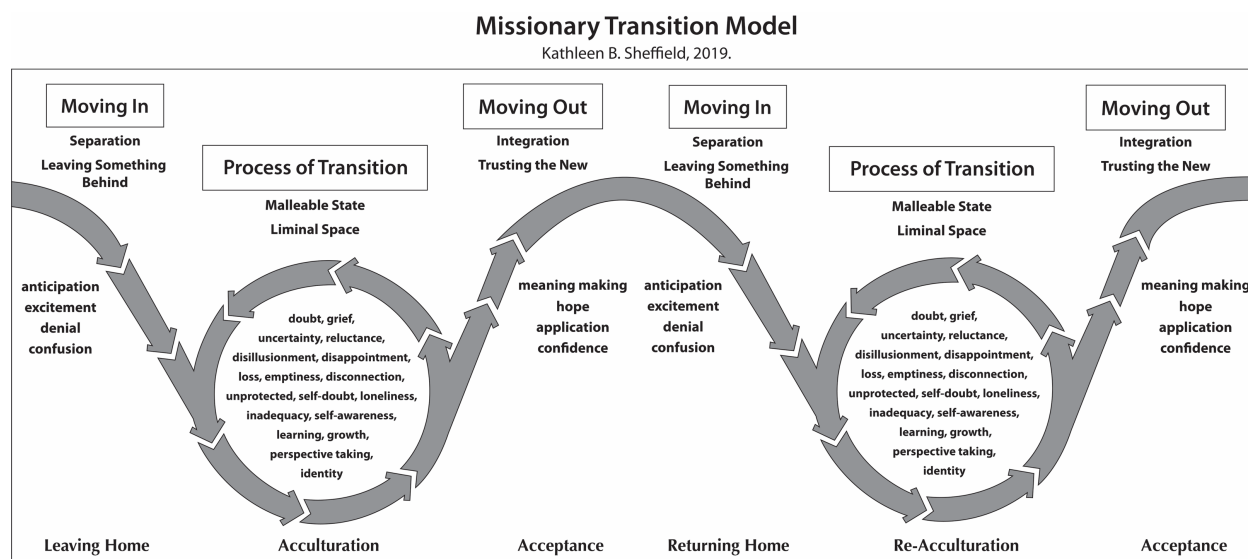 Missionary Transition Model
Kathleen B. Sheffield, 2019.
Moving In
Separation
Leaving Something
Behind
anticipation
excitement
denial
confusion
Process of Transition
Malleable State
Liminal Space
doubt, grief,
uncertainty, reluctance,
disillusionment, disappointment,
loss, emptiness, disconnection,
unprotected, self-doubt, loneliness,
inadequacy, self-awareness,
learning, growth,
perspective taking,
identity
Moving Out
Integration
Trusting the New
meaning making
hope
application
confidence
Moving In
Separation
Leaving Something
Behind
anticipation
excitement
denial
confusion
Process of Transition
Malleable State
Liminal Space
doubt, grief,
uncertainty, reluctance,
disillusionment, disappointment,
loss, emptiness, disconnection,
unprotected, self-doubt, loneliness,
inadequacy, self-awareness,
learning, growth,
perspective taking,
identity
Moving Out
Integration
Trusting the New
meaning making
hope
application
confidence
Leaving Home
Acculturation
Acceptance
Returning Home
Re-Acculturation
Acceptance